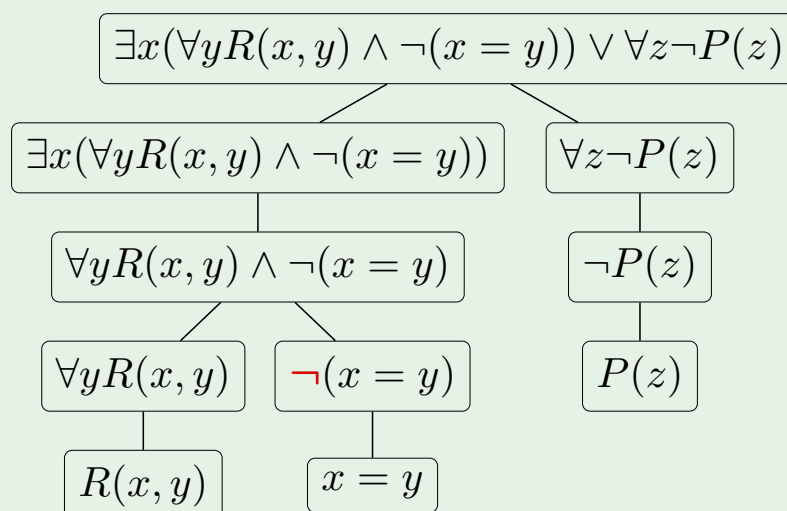 ∃x(∀yR(x, y) ∧ ¬(x = y)) ∨ ∀z¬P(z)
∃x(∀yR(x, y) ∧ ¬(x = y))
∀z¬P(z)
∀yR(x, y) ∧ ¬(x = y)
¬P(z)
∀yR(x, y)
¬(x = y)
P(z)
R(x, y)
x = y